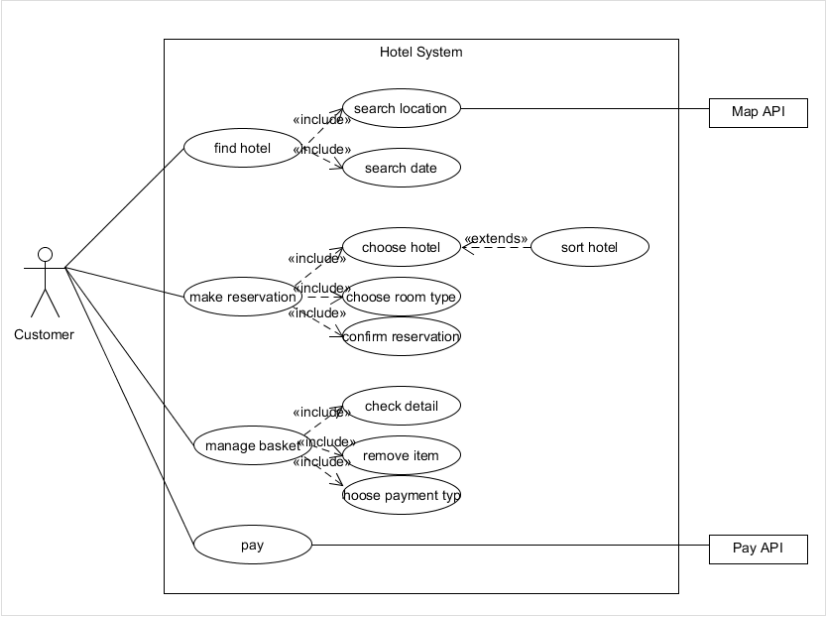 Hotel System
search location
Map API
«include»
find hotel
«include»
search date
choose hotel
«extends»
sort hotel
«include»
make reservation
«include»
choose room type
«include»
confirm reservation
Customer
check detail
«include»
manage basket
«include»
remove item
«include»
hoose payment typ
pay
Pay API